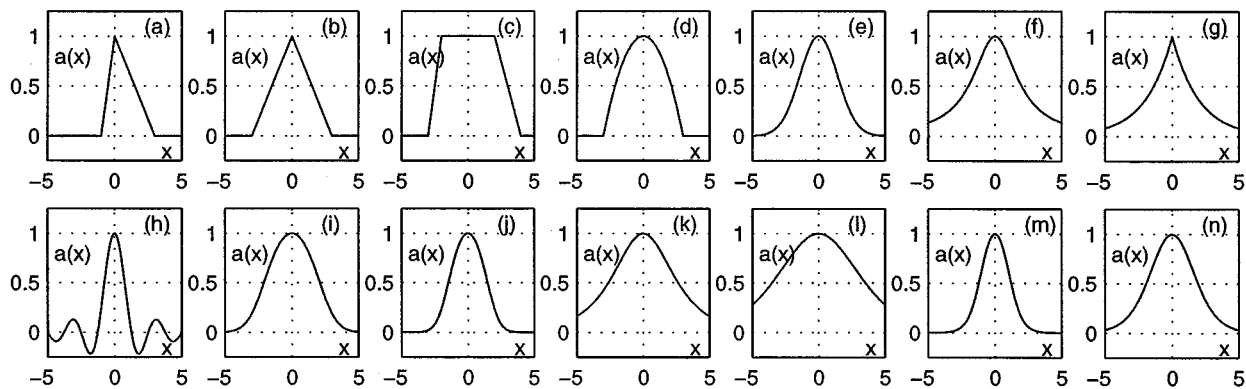 (a) (b) (c) (d) (e) (f) (g)
1 1 1 1 1 1 1
a(x) a(x) a(x) a(x) a(x) a(x) a(x)
0.5 0.5 0.5 0.5 0.5 0.5 0.5
0 0 0 0 0 0 0
x x x x x x x
−5 0 5 −5 0 5 −5 0 5 −5 0 5 −5 0 5 −5 0 5 −5 0 5
(h) (i) (j) (k) (l) (m) (n)
1 1 1 1 1 1 1
a(x) a(x) a(x) a(x) a(x) a(x) a(x)
0.5 0.5 0.5 0.5 0.5 0.5 0.5
0 0 0 0 0 0 0
x x x x x x x
−5 0 5 −5 0 5 −5 0 5 −5 0 5 −5 0 5 −5 0 5 −5 0 5